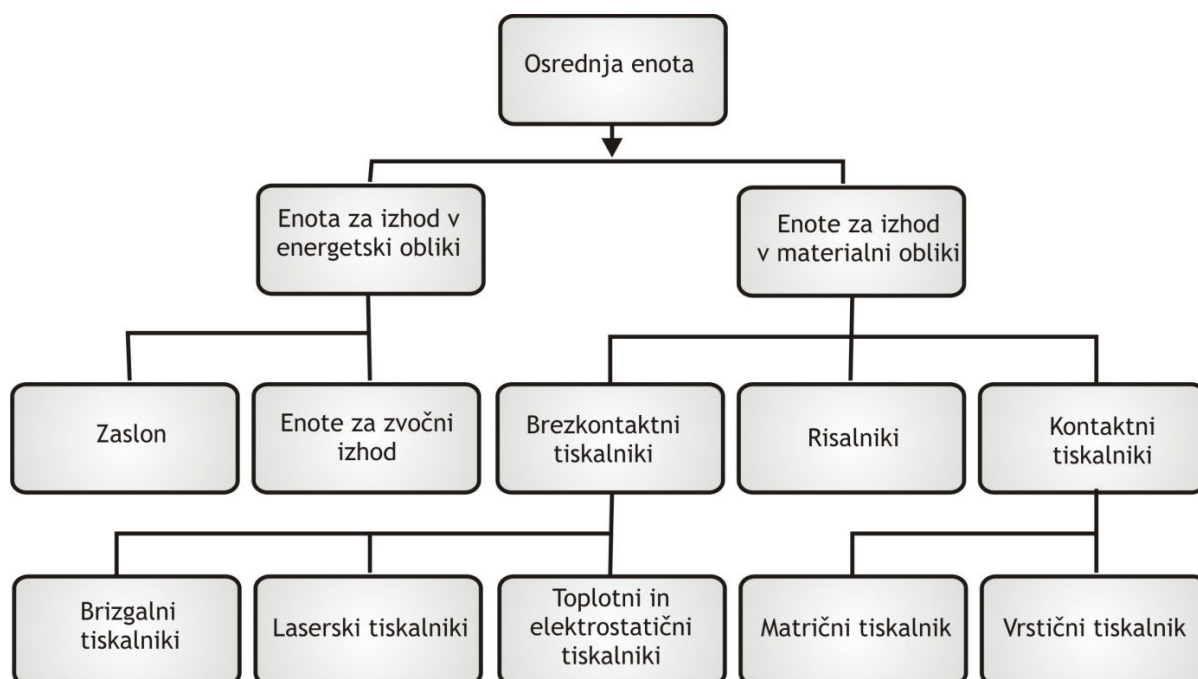 Osrednja enota
Enota za izhod v
energetski obliki
Enote za izhod
v materialni obliki
Zaslon
Enote za zvočni
izhod
Brezkontaktni
tiskalniki
Risalniki
Kontaktni
tiskalniki
Brizgalni
tiskalniki
Laserski tiskalniki
Toplotni in
elektrostatični
tiskalniki
Matrični tiskalnik
Vrstični tiskalnik